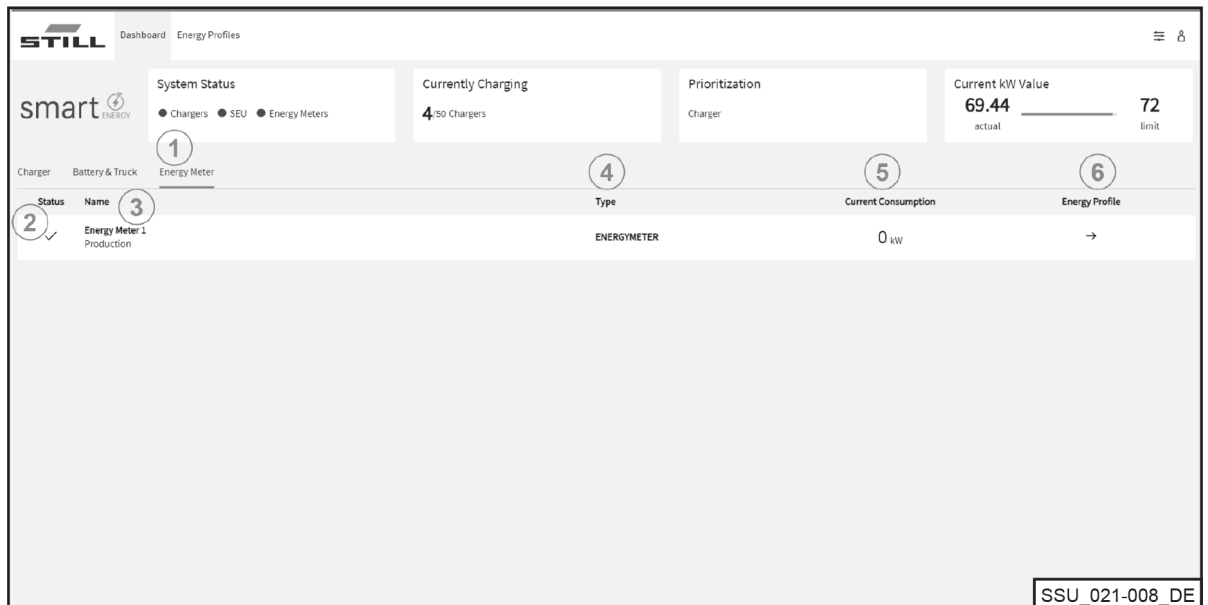 STILL Dashboard Energy Profiles
smart ENERGY
System Status
Chargers SEU Energy Meters
Currently Charging
4/50 Chargers
Prioritization
Charger
Current kW Value
69.44 72
actual limit
1
Charger Battery & Truck Energy Meter
4 5 6
Status Name Type Current Consumption Energy Profile
2 3
Energy Meter 1
Production
ENERGYMETER
0 kW
SSU_021-008_DE